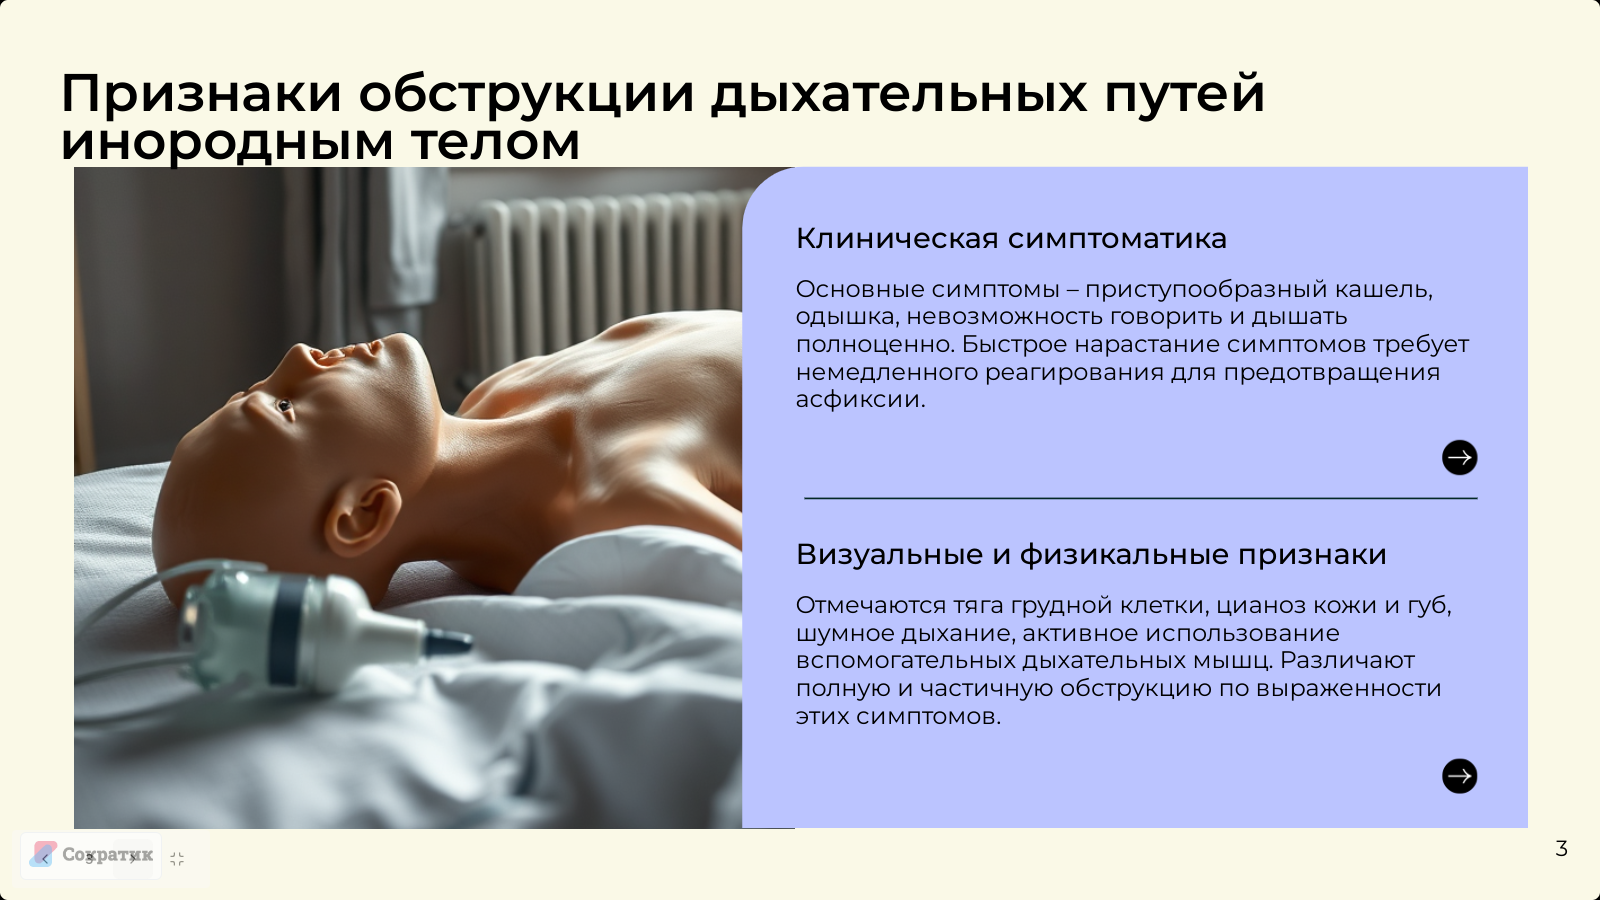 Признаки обструкции дыхательных путей
инородным телом
Клиническая симптоматика
Основные симптомы – приступообразный кашель,
одышка, невозможность говорить и дышать
полноценно. Быстрое нарастание симптомов требует
немедленного реагирования для предотвращения
асфиксии.
Визуальные и физикальные признаки
Отмечаются тяга грудной клетки, цианоз кожи и губ,
шумное дыхание, активное использование
вспомогательных дыхательных мышц. Различают
полную и частичную обструкцию по выраженности
этих симптомов.
Сократик
3